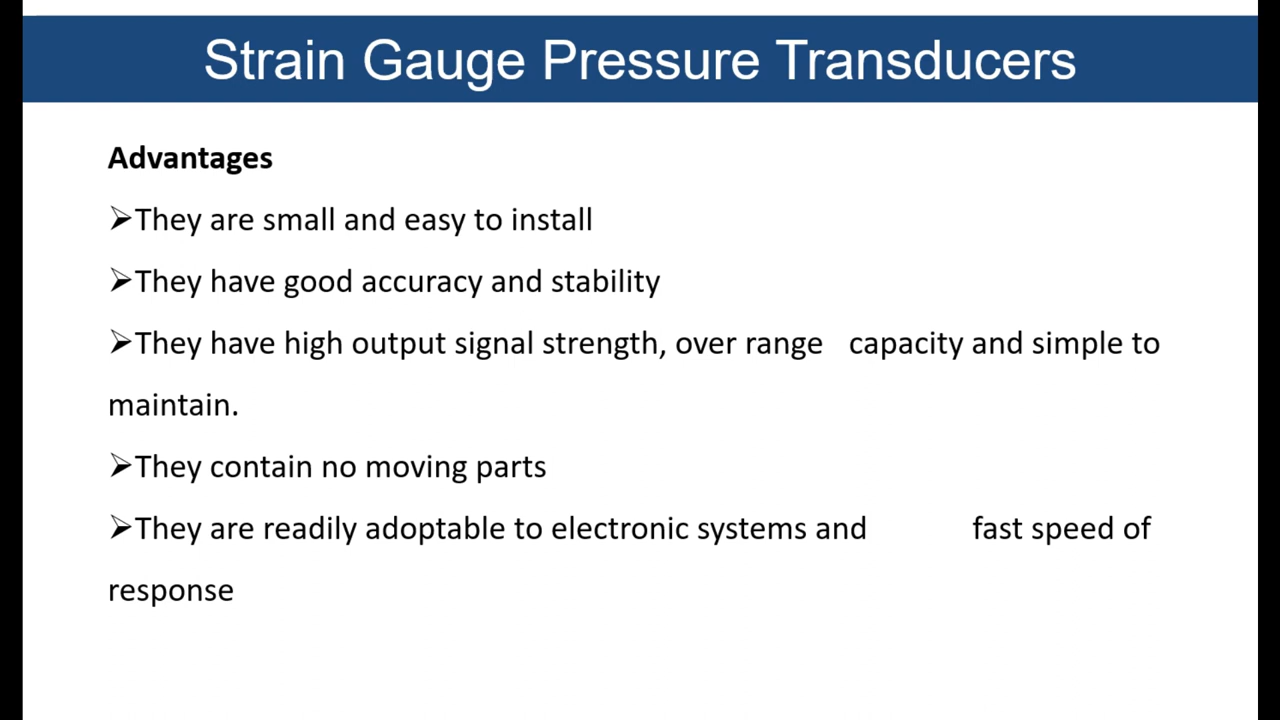 Strain Gauge Pressure Transducers
Advantages
➢They are small and easy to install
➢They have good accuracy and stability
➢They have high output signal strength, over range capacity and simple to
maintain.
➢They contain no moving parts
➢They are readily adoptable to electronic systems and fast speed of
response